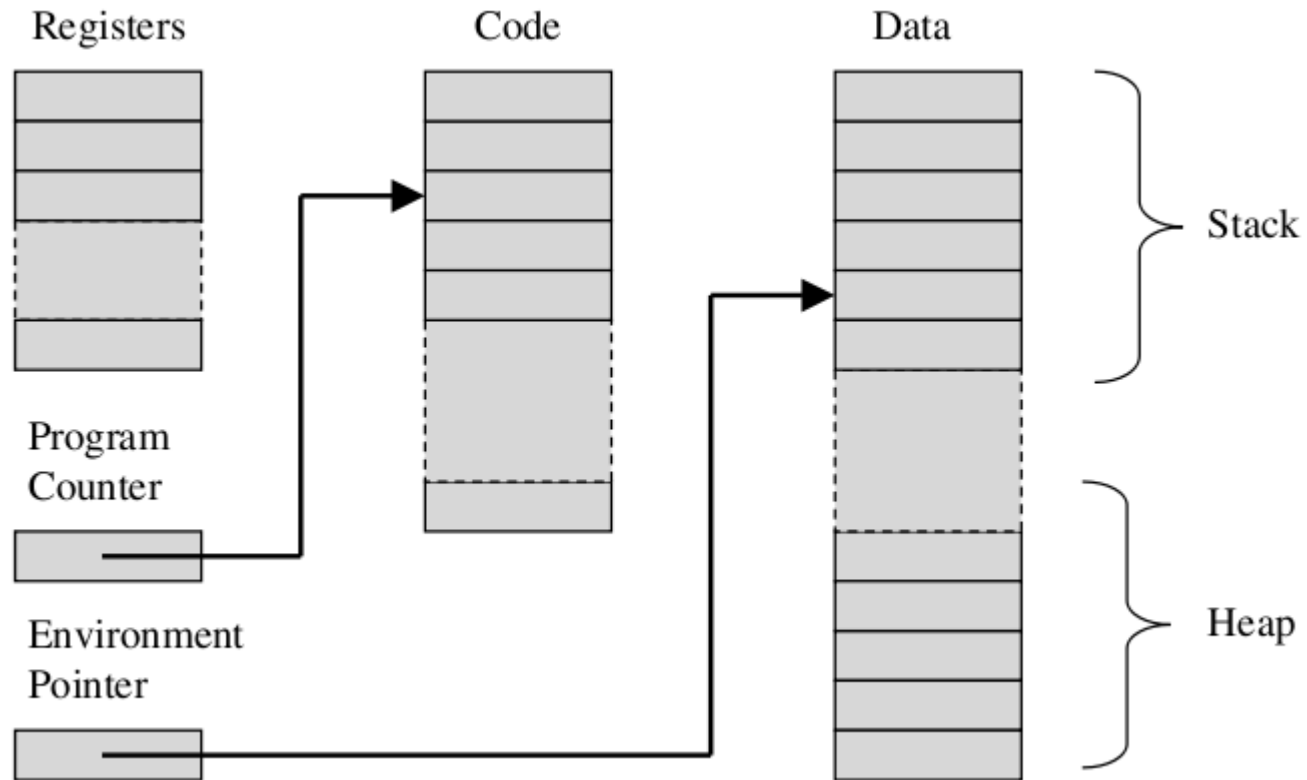 Registers
Code
Data
Stack
Program
Counter
Environment
Pointer
Heap